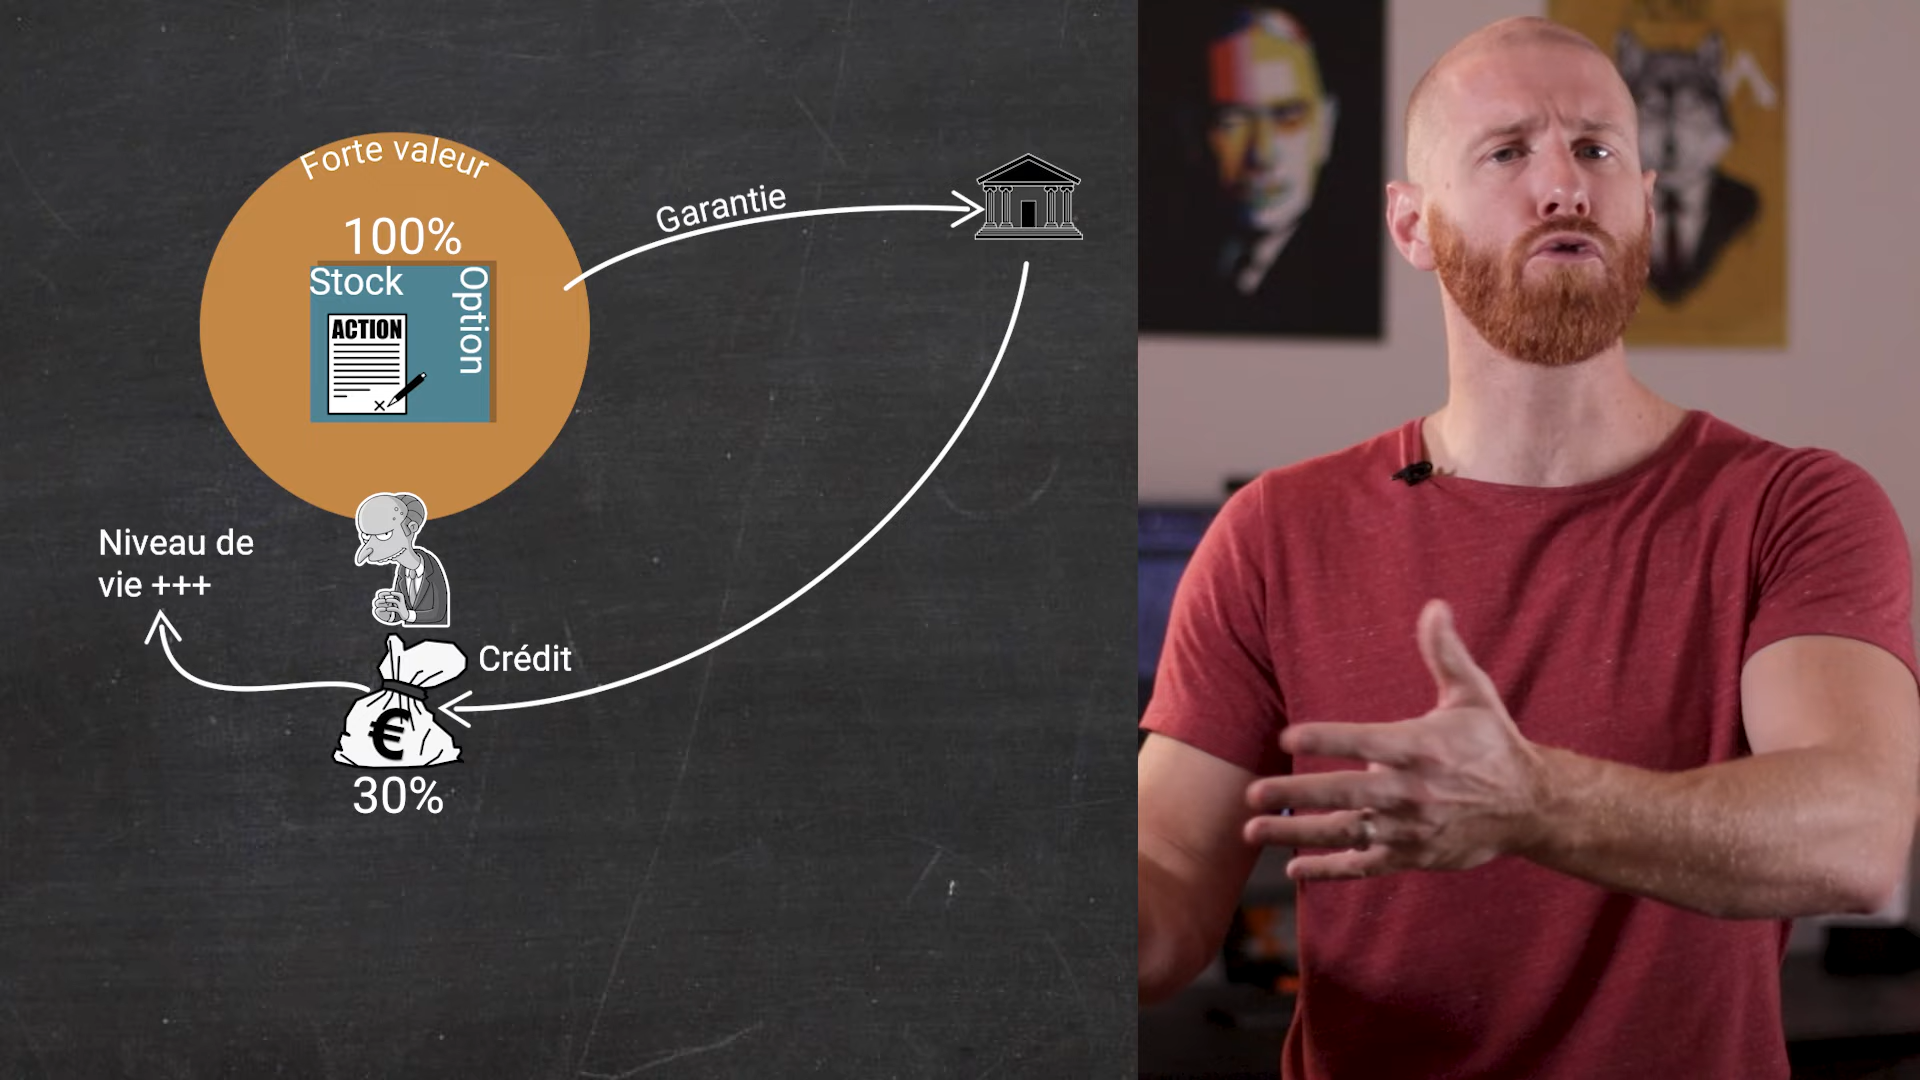 Forte valeur
100%
Stock
Option
ACTION
Garantie
Niveau de
vie +++
Crédit
€
30%